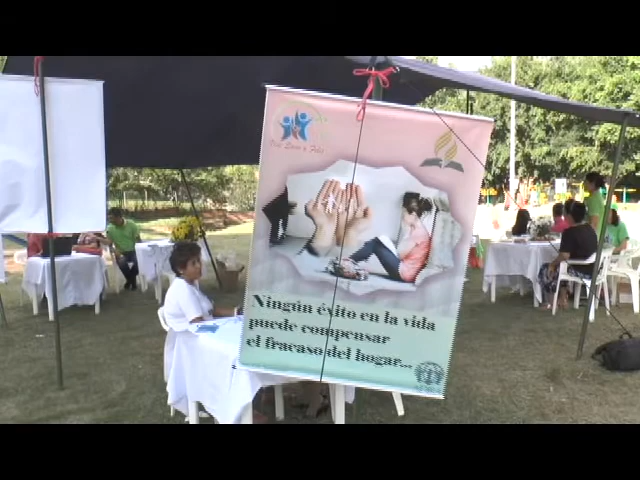 Ningún éxito en la vida
puede compensar
el fracaso del hogar...